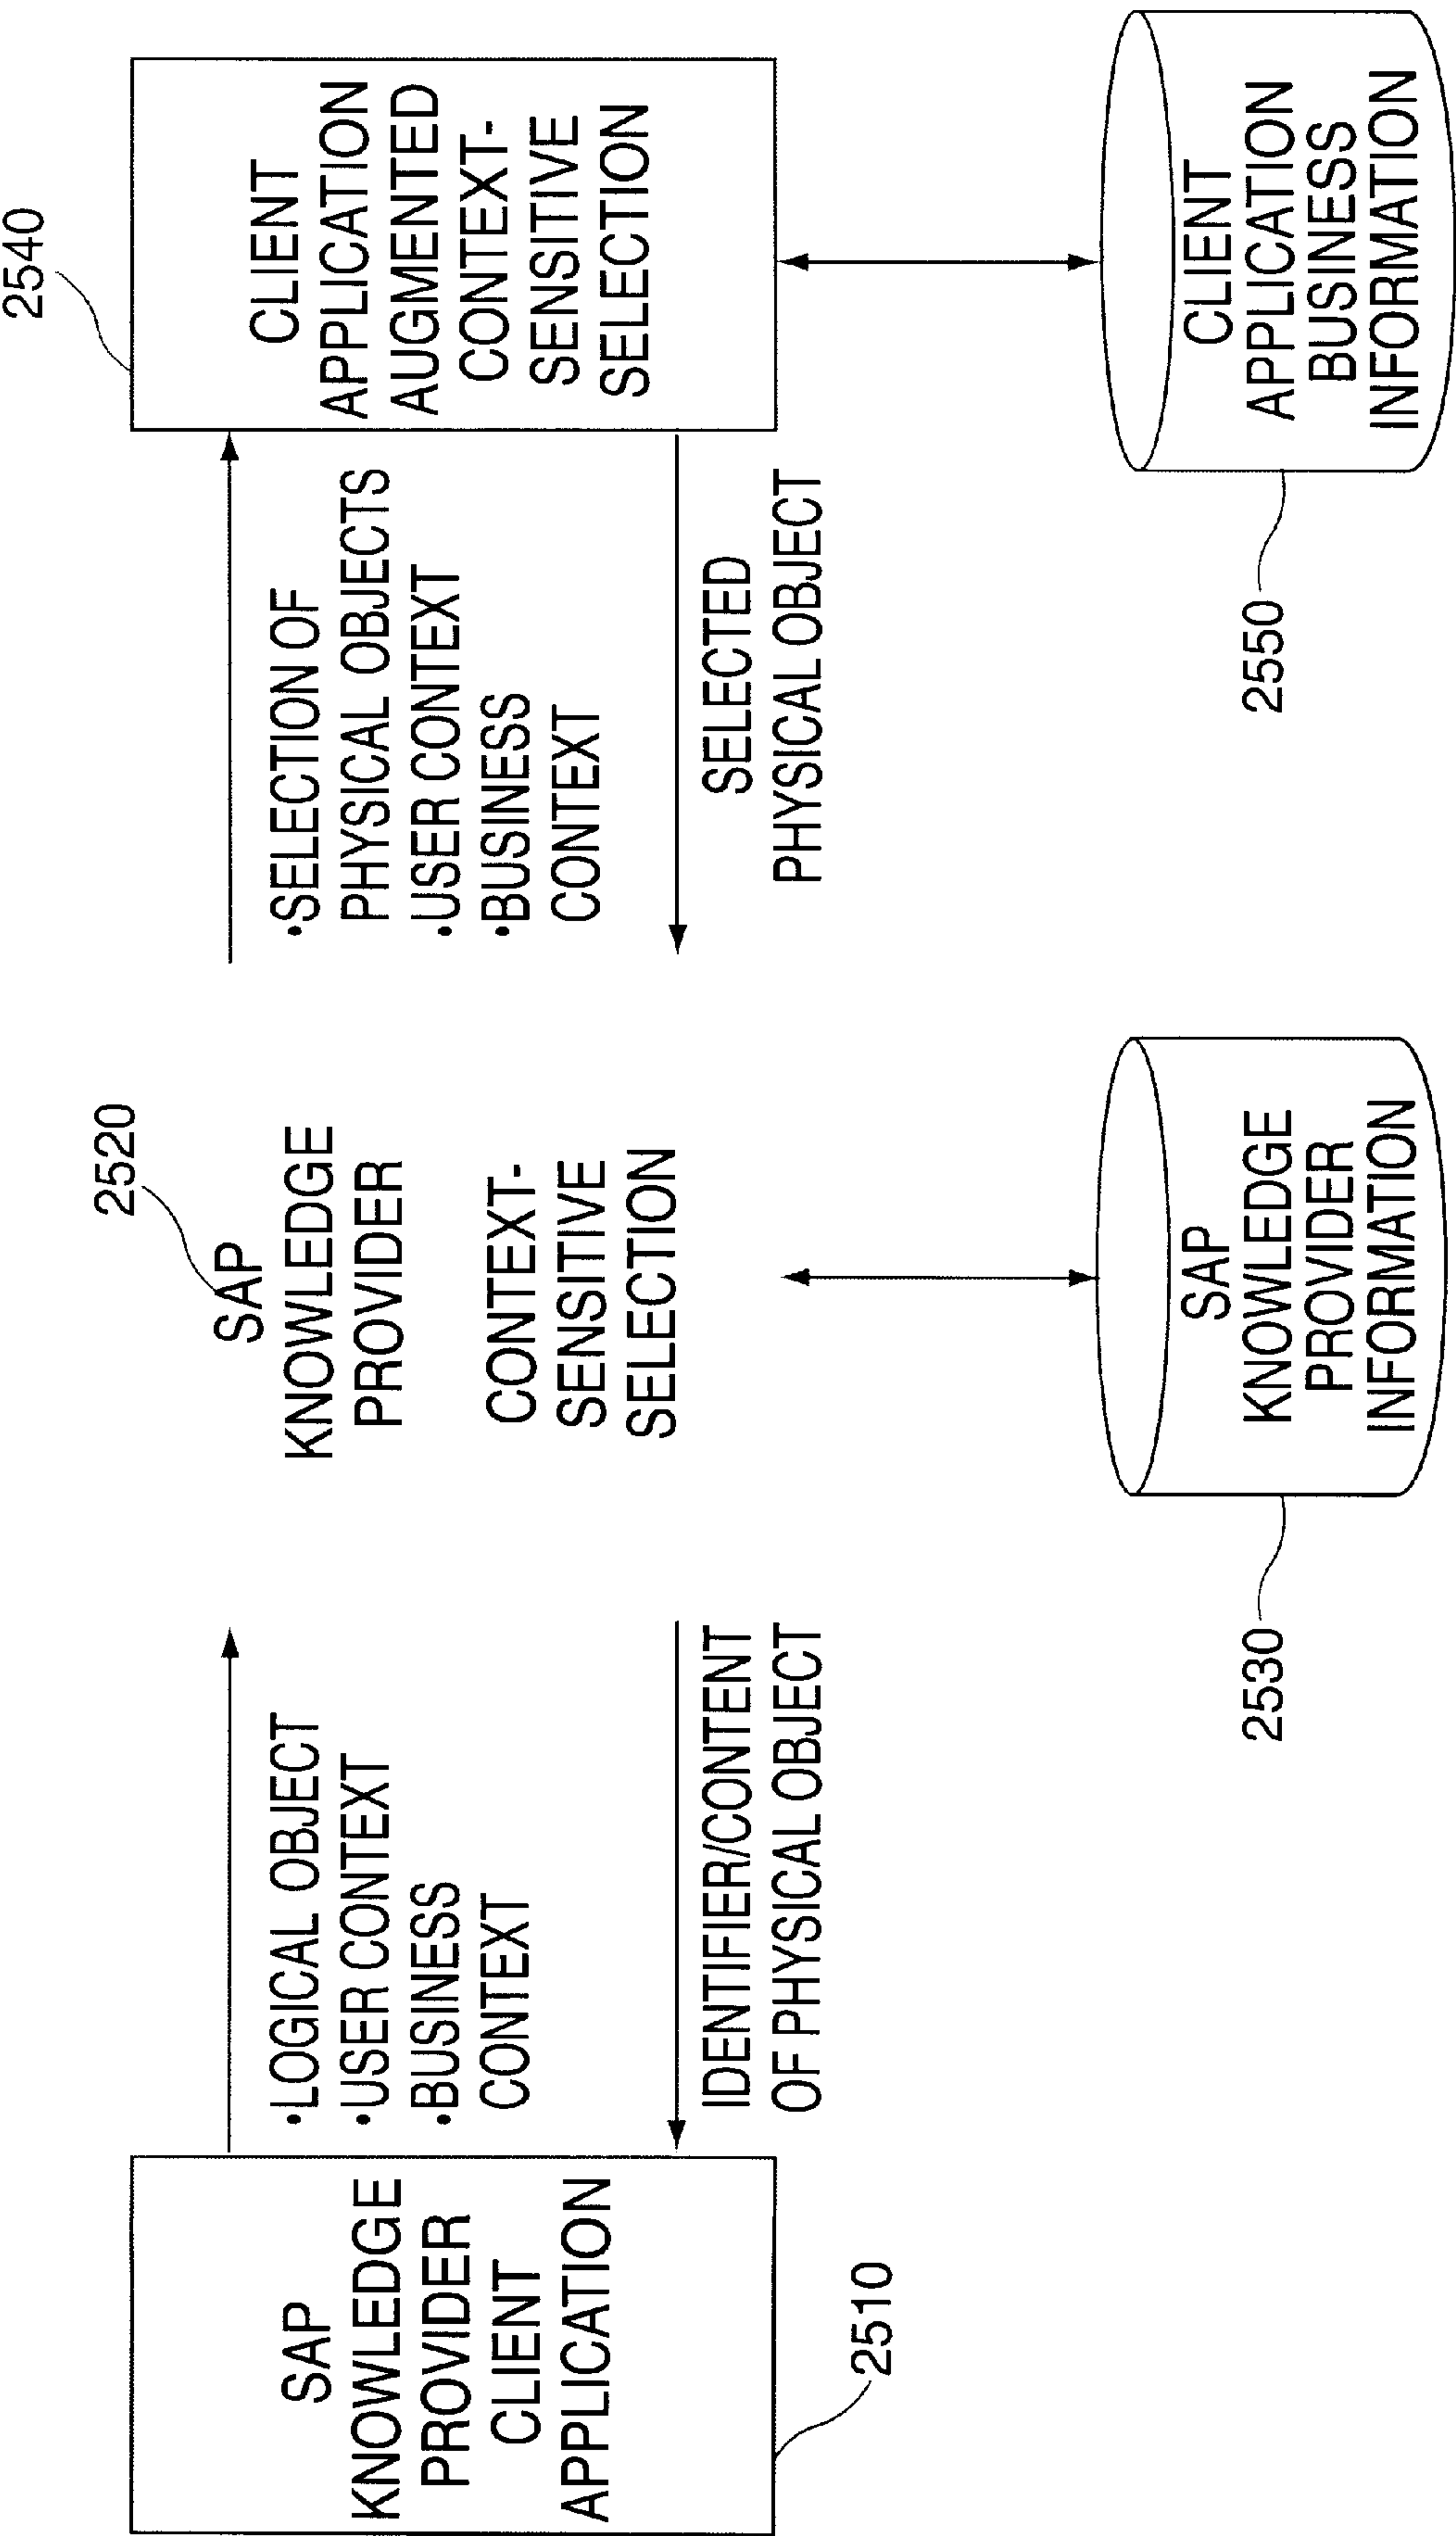 SAP
KNOWLEDGE
PROVIDER
CLIENT
APPLICATION
2510
•LOGICAL OBJECT
•USER CONTEXT
•BUSINESS
CONTEXT
IDENTIFIER/CONTENT
OF PHYSICAL OBJECT
2520
SAP
KNOWLEDGE
PROVIDER
CONTEXT-
SENSITIVE
SELECTION
SAP
KNOWLEDGE
PROVIDER
INFORMATION
2530
•SELECTION OF
PHYSICAL OBJECTS
•USER CONTEXT
•BUSINESS
CONTEXT
SELECTED
PHYSICAL OBJECT
2540
CLIENT
APPLICATION
AUGMENTED
CONTEXT-
SENSITIVE
SELECTION
CLIENT
APPLICATION
BUSINESS
INFORMATION
2550